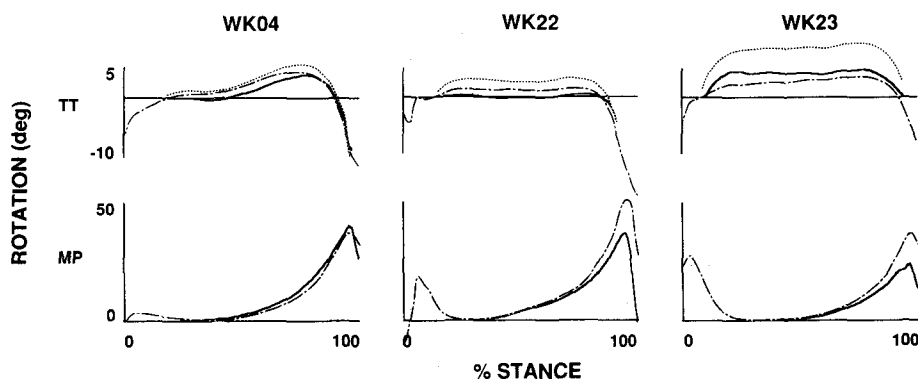 WK04 WK22 WK23
ROTATION (deg)
TT
5
-10
MP
50
0
0 100 0 100 0 100
% STANCE